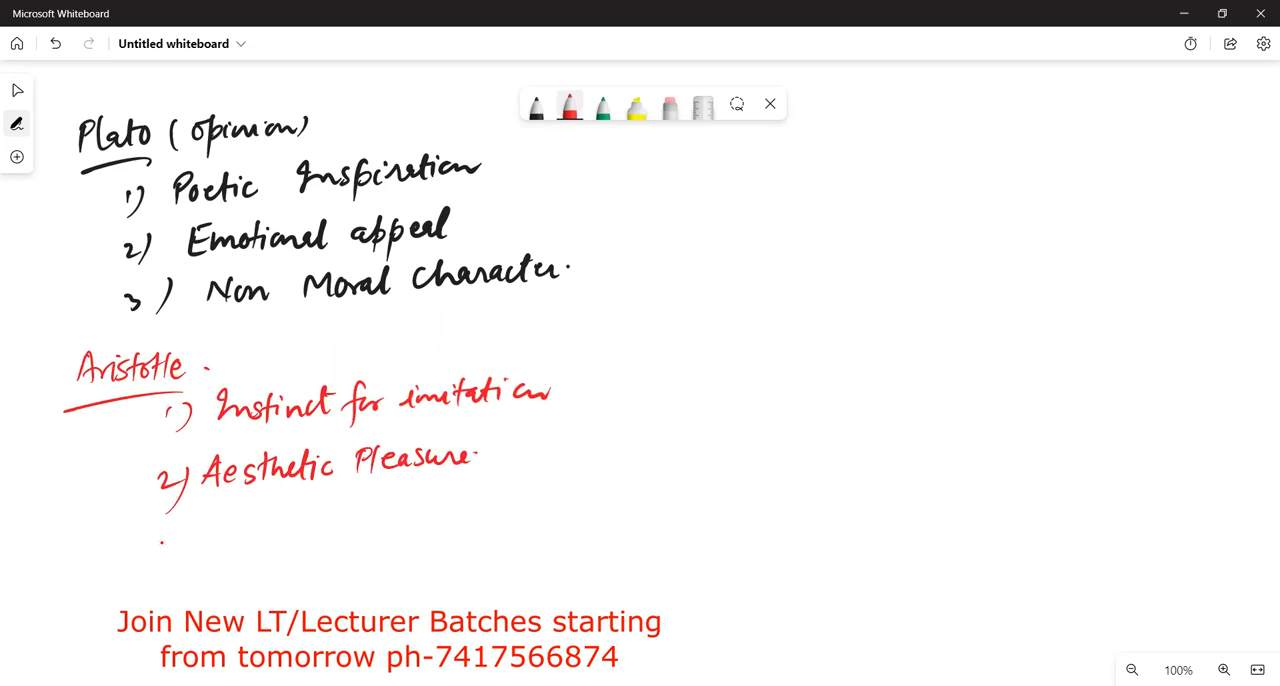 Microsoft Whiteboard
Untitled whiteboard
Plato (opinion)
1) Poetic Inspiration
2) Emotional appeal
3) Non Moral Character.
Aristotle.
1) Instinct for imitation
2) Aesthetic Pleasure.
Join New LT/Lecturer Batches starting
from tomorrow ph-7417566874
100%